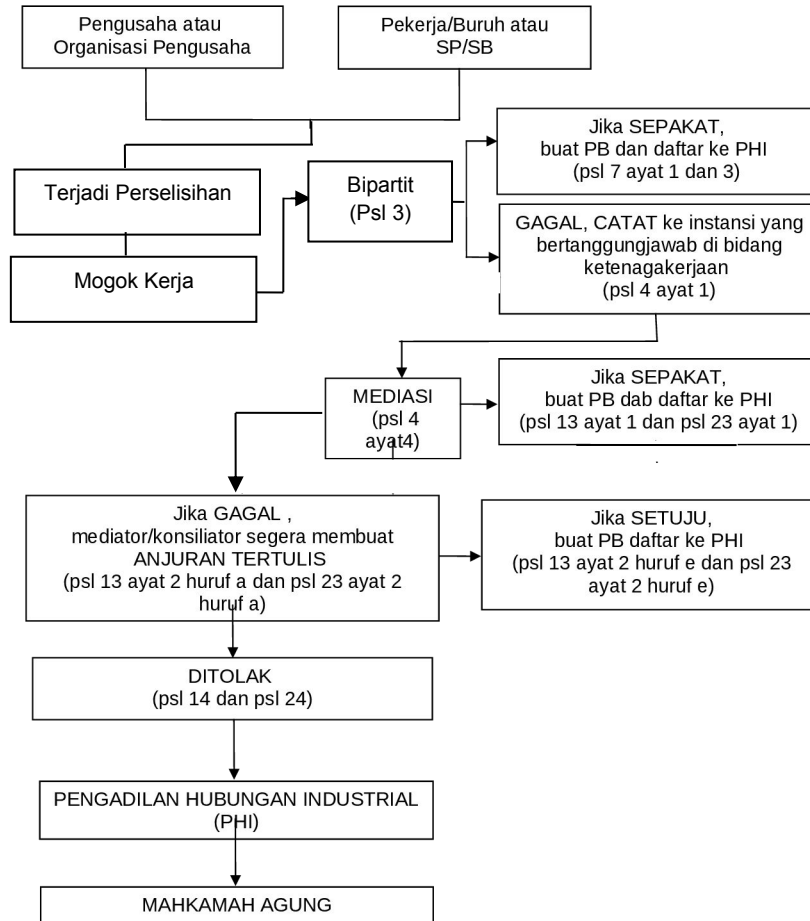 Pengusaha atau
Organisasi Pengusaha
Pekerja/Buruh atau
SP/SB
Terjadi Perselisihan
Mogok Kerja
Bipartit
(Psl 3)
Jika SEPAKAT,
buat PB dan daftar ke PHI
(psl 7 ayat 1 dan 3)
GAGAL, CATAT ke instansi yang
bertanggungjawab di bidang
ketenagakerjaan
(psl 4 ayat 1)
MEDIASI
(psl 4
ayat4)
Jika SEPAKAT,
buat PB dab daftar ke PHI
(psl 13 ayat 1 dan psl 23 ayat 1)
.
Jika GAGAL ,
mediator/konsiliator segera membuat
ANJURAN TERTULIS
(psl 13 ayat 2 huruf a dan psl 23 ayat 2
huruf a)
Jika SETUJU,
buat PB daftar ke PHI
(psl 13 ayat 2 huruf e dan psl 23
ayat 2 huruf e)
DITOLAK
(psl 14 dan psl 24)
PENGADILAN HUBUNGAN INDUSTRIAL
(PHI)
MAHKAMAH AGUNG